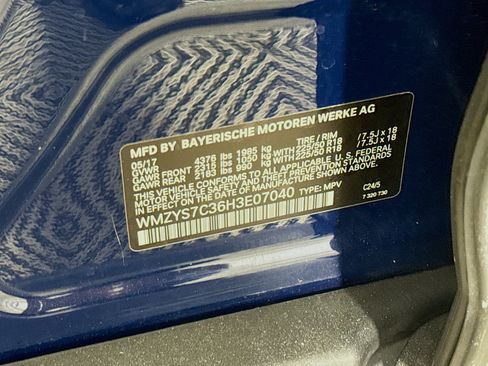 MFD BY BAYERISCHE MOTOREN WERKE AG
05/17 4376 lbs 1985 kg TIRE / RIM
GVWR FRONT 2315 lbs 1050 kg WITH 225/50 R18 / 7.5J x 18
GAWR REAR 2183 lbs 990 kg WITH 225/50 R18 / 7.5J x 18
THIS VEHICLE CONFORMS TO ALL APPLICABLE U.S. FEDERAL
MOTOR VEHICLE SAFETY AND THEFT PREVENTION STANDARDS
IN EFFECT ON THE DATE OF MANUFACTURE SHOWN ABOVE.
WMZYS7C36H3E07040 TYPE: MPV C24/5
7 320 730